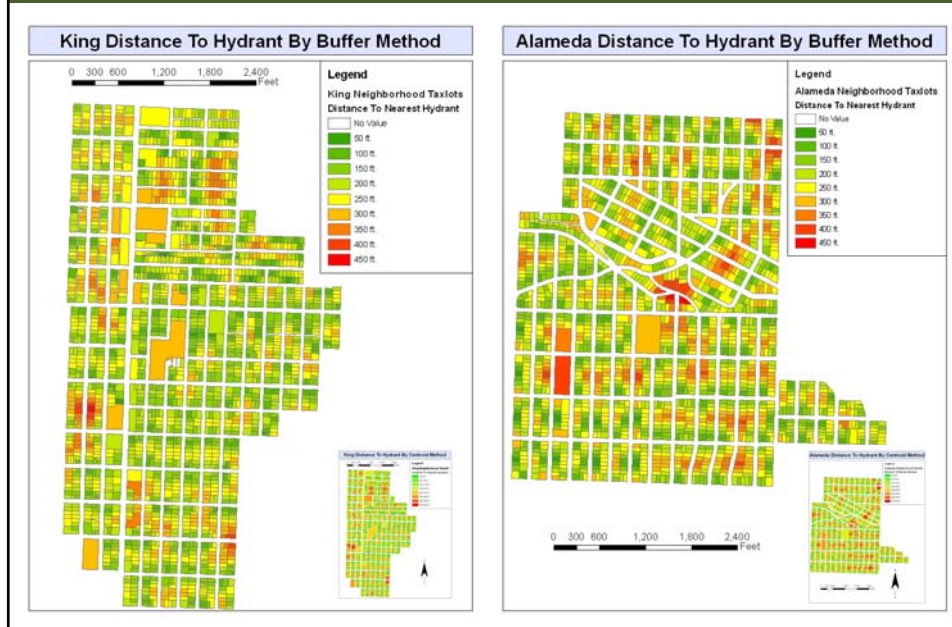 King Distance To Hydrant By Buffer Method
0 300 600 1,200 1,800 2,400
Feet
Legend
King Neighborhood Taxlots
Distance To Nearest Hydrant
No Value
50 ft.
100 ft.
150 ft.
200 ft.
250 ft.
300 ft.
350 ft.
400 ft.
450 ft.
King Distance To Hydrant By Centroid Method
Legend
Alameda Distance To Hydrant By Buffer Method
Legend
Alameda Neighborhood Taxlots
Distance To Nearest Hydrant
No Value
50 ft.
100 ft.
150 ft.
200 ft.
250 ft.
300 ft.
350 ft.
400 ft.
450 ft.
0 300 600 1,200 1,800 2,400
Feet
Alameda Distance To Hydrant By Centroid Method
Legend